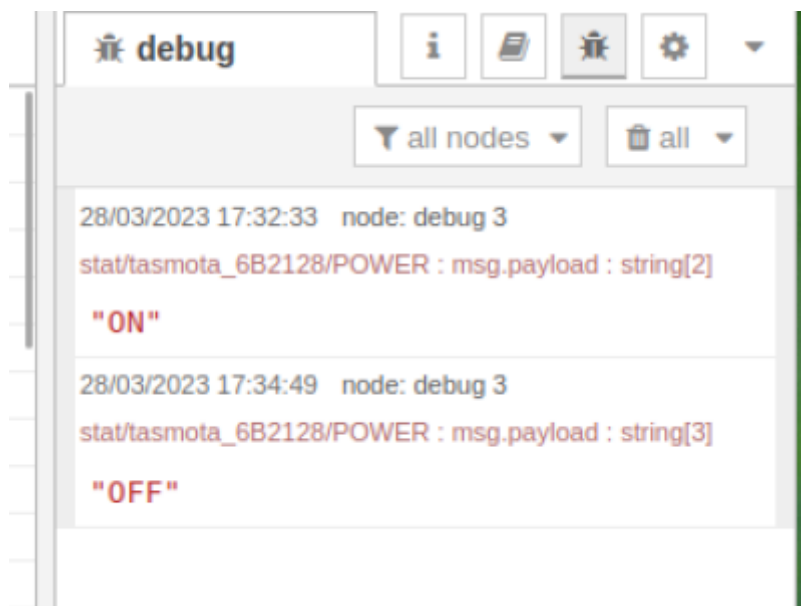 debug
i
all nodes
all
28/03/2023 17:32:33 node: debug 3
stat/tasmota_6B2128/POWER : msg.payload : string[2]
"ON"
28/03/2023 17:34:49 node: debug 3
stat/tasmota_6B2128/POWER : msg.payload : string[3]
"OFF"